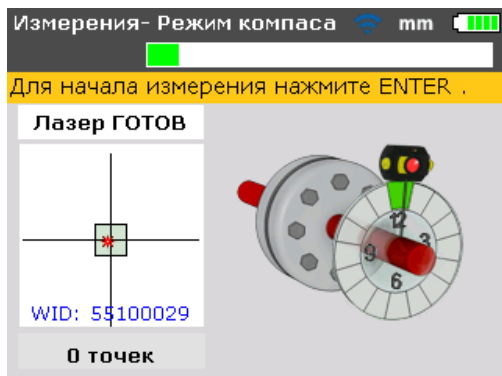 Измерения- Режим компаса mm
Для начала измерения нажмите ENTER .
Лазер ГОТОВ
12
9 3
6
WID: 55100029
0 точек